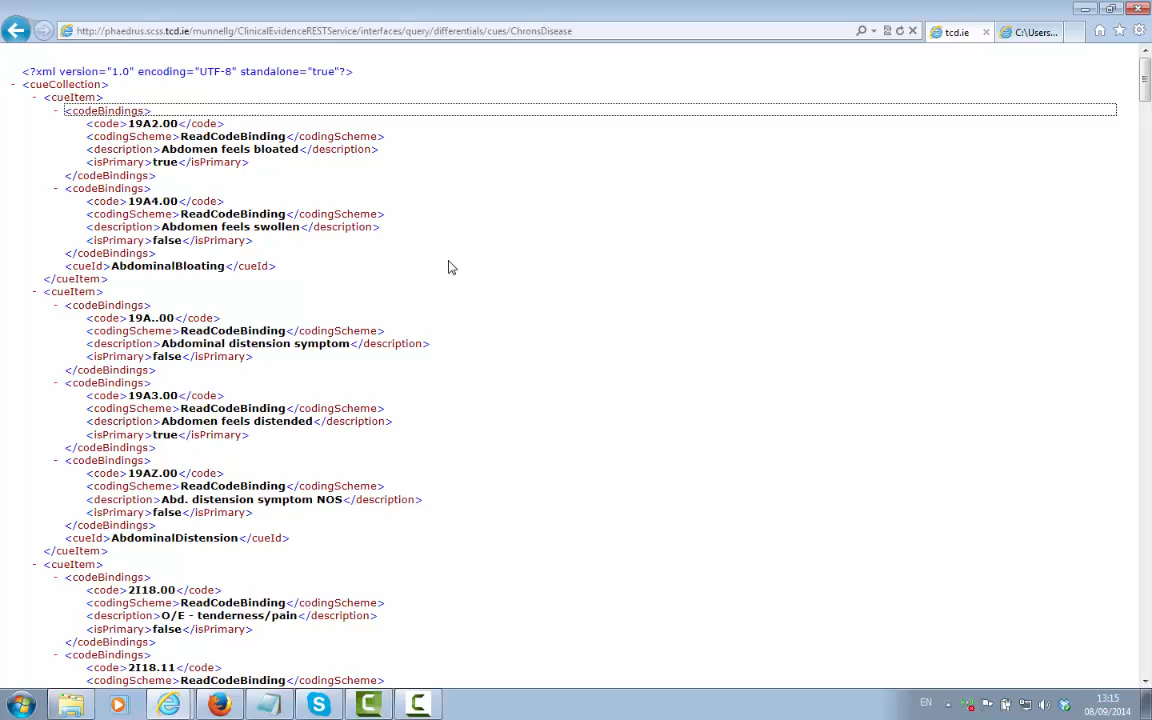 http://phaedrus.scss.tcd.ie/munnellg/ClinicalEvidenceRESTService/interfaces/query/differentials/cues/ChronsDisease
tcd.ie
C:\Users...
<?xml version="1.0" encoding="UTF-8" standalone="true"?>
- <cueCollection>
- <cueItem>
- <codeBindings>
<code>19A2.00</code>
<codingScheme>ReadCodeBinding</codingScheme>
<description>Abdomen feels bloated</description>
<isPrimary>true</isPrimary>
</codeBindings>
- <codeBindings>
<code>19A4.00</code>
<codingScheme>ReadCodeBinding</codingScheme>
<description>Abdomen feels swollen</description>
<isPrimary>false</isPrimary>
</codeBindings>
<cueId>AbdominalBloating</cueId>
</cueItem>
- <cueItem>
- <codeBindings>
<code>19A..00</code>
<codingScheme>ReadCodeBinding</codingScheme>
<description>Abdominal distension symptom</description>
<isPrimary>false</isPrimary>
</codeBindings>
- <codeBindings>
<code>19A3.00</code>
<codingScheme>ReadCodeBinding</codingScheme>
<description>Abdomen feels distended</description>
<isPrimary>true</isPrimary>
</codeBindings>
- <codeBindings>
<code>19AZ.00</code>
<codingScheme>ReadCodeBinding</codingScheme>
<description>Abd. distension symptom NOS</description>
<isPrimary>false</isPrimary>
</codeBindings>
<cueId>AbdominalDistension</cueId>
</cueItem>
- <cueItem>
- <codeBindings>
<code>2I18.00</code>
<codingScheme>ReadCodeBinding</codingScheme>
<description>O/E - tenderness/pain</description>
<isPrimary>false</isPrimary>
</codeBindings>
- <codeBindings>
<code>2I18.11</code>
<codingScheme>ReadCodeBinding</codingScheme>
EN
13:15
08/09/2014